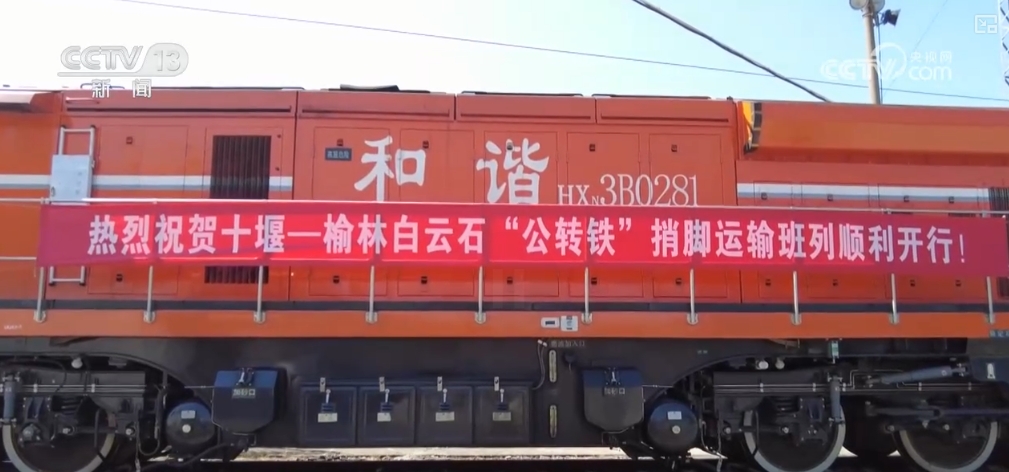 CCTV 13
新闻
央视网
CCTV.com
和谐
HXN3B0281
热烈祝贺十堰—榆林白云石“公转铁”捎脚运输班列顺利开行！